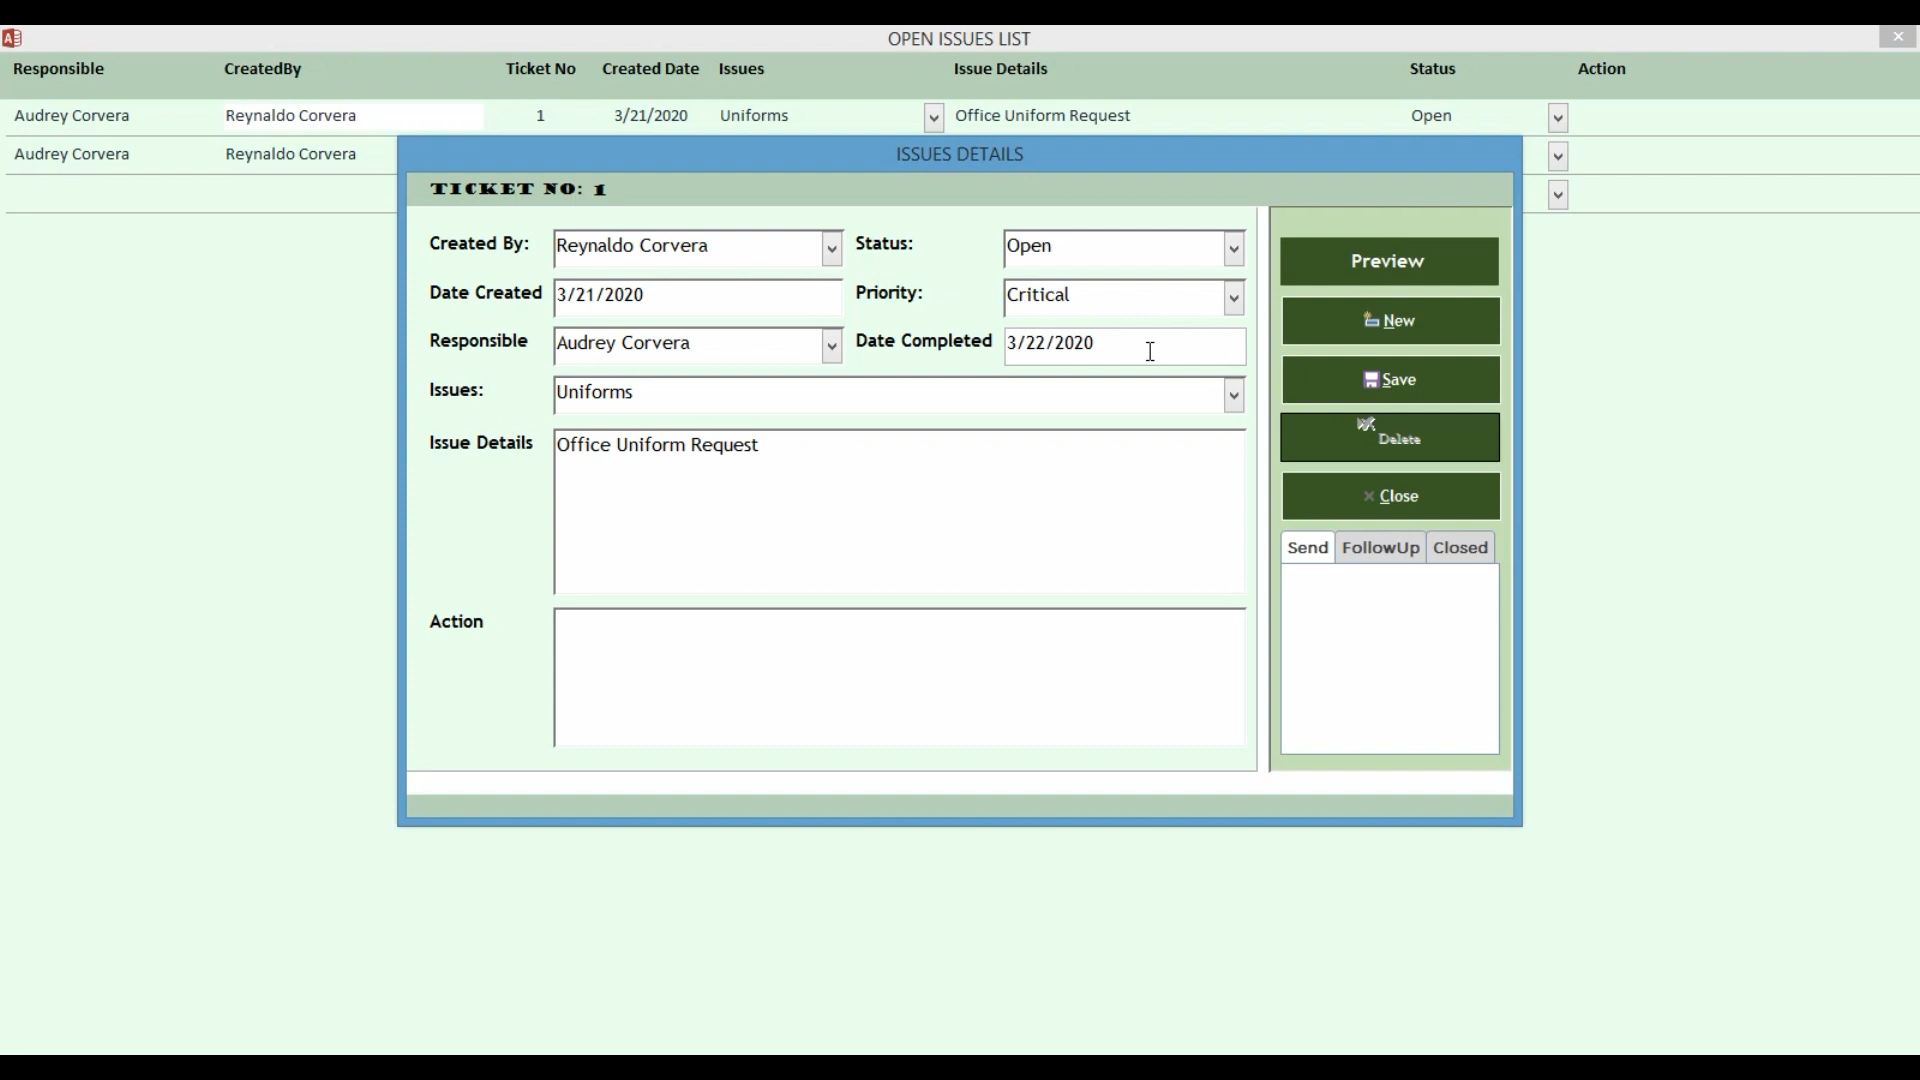 OPEN ISSUES LIST
Responsible CreatedBy Ticket No Created Date Issues Issue Details Status Action
Audrey Corvera Reynaldo Corvera 1 3/21/2020 Uniforms Office Uniform Request Open
Audrey Corvera Reynaldo Corvera
ISSUES DETAILS
TICKET NO: 1
Created By: Reynaldo Corvera Status: Open
Date Created 3/21/2020 Priority: Critical
Responsible Audrey Corvera Date Completed 3/22/2020
Issues: Uniforms
Issue Details Office Uniform Request
Action
Preview
New
Save
Delete
Close
Send FollowUp Closed